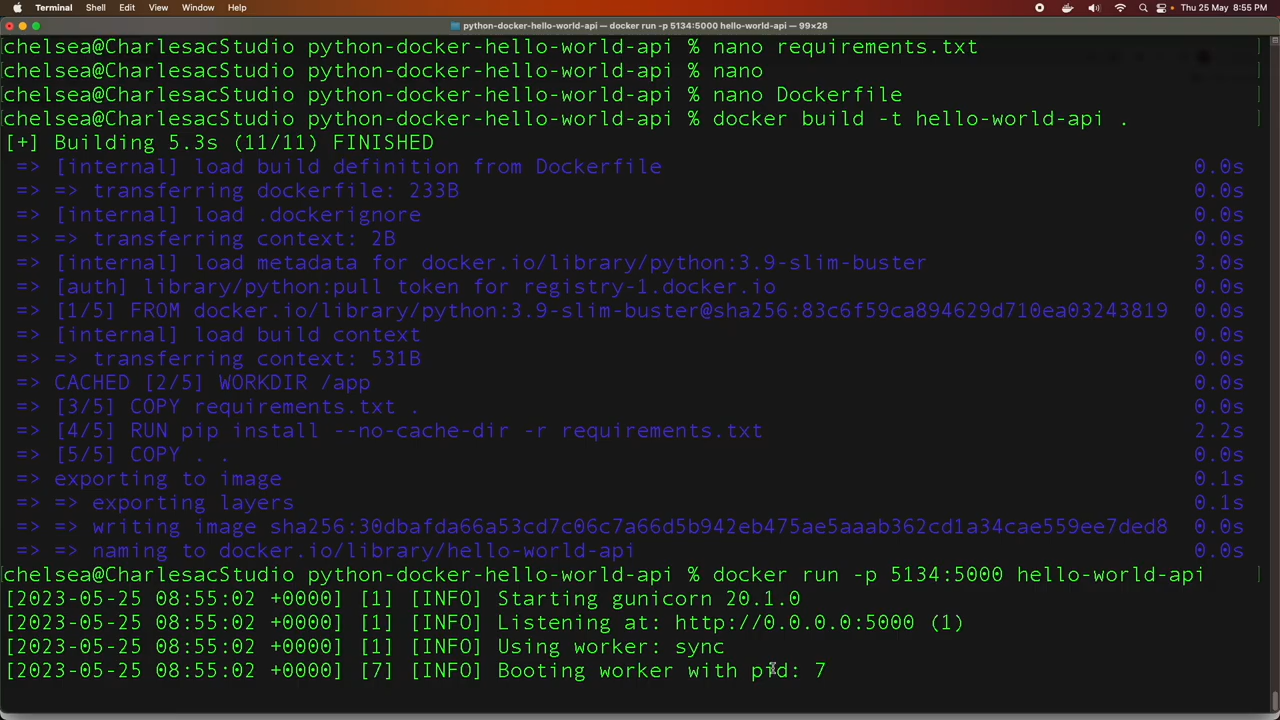 Terminal Shell Edit View Window Help Thu 25 May 8:55 PM
python-docker-hello-world-api — docker run -p 5134:5000 hello-world-api — 99×28
chelsea@CharlesacStudio python-docker-hello-world-api % nano requirements.txt
chelsea@CharlesacStudio python-docker-hello-world-api % nano
chelsea@CharlesacStudio python-docker-hello-world-api % nano Dockerfile
chelsea@CharlesacStudio python-docker-hello-world-api % docker build -t hello-world-api .
[+] Building 5.3s (11/11) FINISHED
=> [internal] load build definition from Dockerfile 0.0s
=> => transferring dockerfile: 233B 0.0s
=> [internal] load .dockerignore 0.0s
=> => transferring context: 2B 0.0s
=> [internal] load metadata for docker.io/library/python:3.9-slim-buster 3.0s
=> [auth] library/python:pull token for registry-1.docker.io 0.0s
=> [1/5] FROM docker.io/library/python:3.9-slim-buster@sha256:83c6f59ca894629d710ea03243819 0.0s
=> [internal] load build context 0.0s
=> => transferring context: 531B 0.0s
=> CACHED [2/5] WORKDIR /app 0.0s
=> [3/5] COPY requirements.txt . 0.0s
=> [4/5] RUN pip install --no-cache-dir -r requirements.txt 2.2s
=> [5/5] COPY . . 0.0s
=> exporting to image 0.1s
=> => exporting layers 0.1s
=> => writing image sha256:30dbafda66a53cd7c06c7a66d5b942eb475ae5aaab362cd1a34cae559ee7ded8 0.0s
=> => naming to docker.io/library/hello-world-api 0.0s
chelsea@CharlesacStudio python-docker-hello-world-api % docker run -p 5134:5000 hello-world-api
[2023-05-25 08:55:02 +0000] [1] [INFO] Starting gunicorn 20.1.0
[2023-05-25 08:55:02 +0000] [1] [INFO] Listening at: http://0.0.0.0:5000 (1)
[2023-05-25 08:55:02 +0000] [1] [INFO] Using worker: sync
[2023-05-25 08:55:02 +0000] [7] [INFO] Booting worker with pid: 7